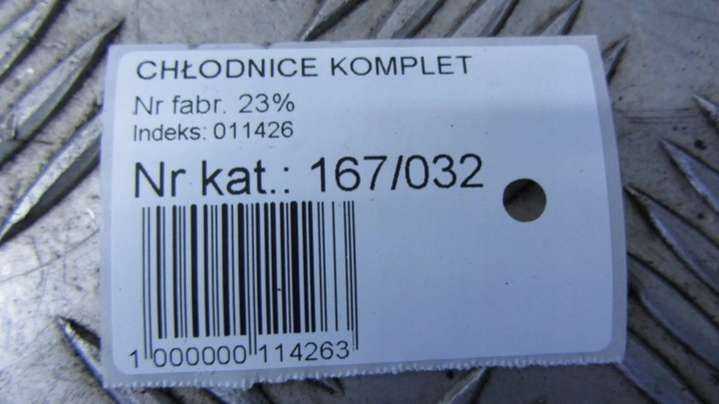 CHŁODNICE KOMPLET
Nr fabr. 23%
Indeks: 011426
Nr kat.: 167/032
1 000000 114263